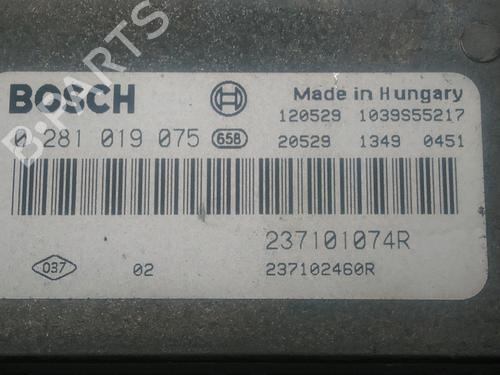 B-PARTS
BOSCH
Made in Hungary
120529 1039S55217
0 281 019 075 658
20529 1349 0451
237101074R
037 02 237102460R